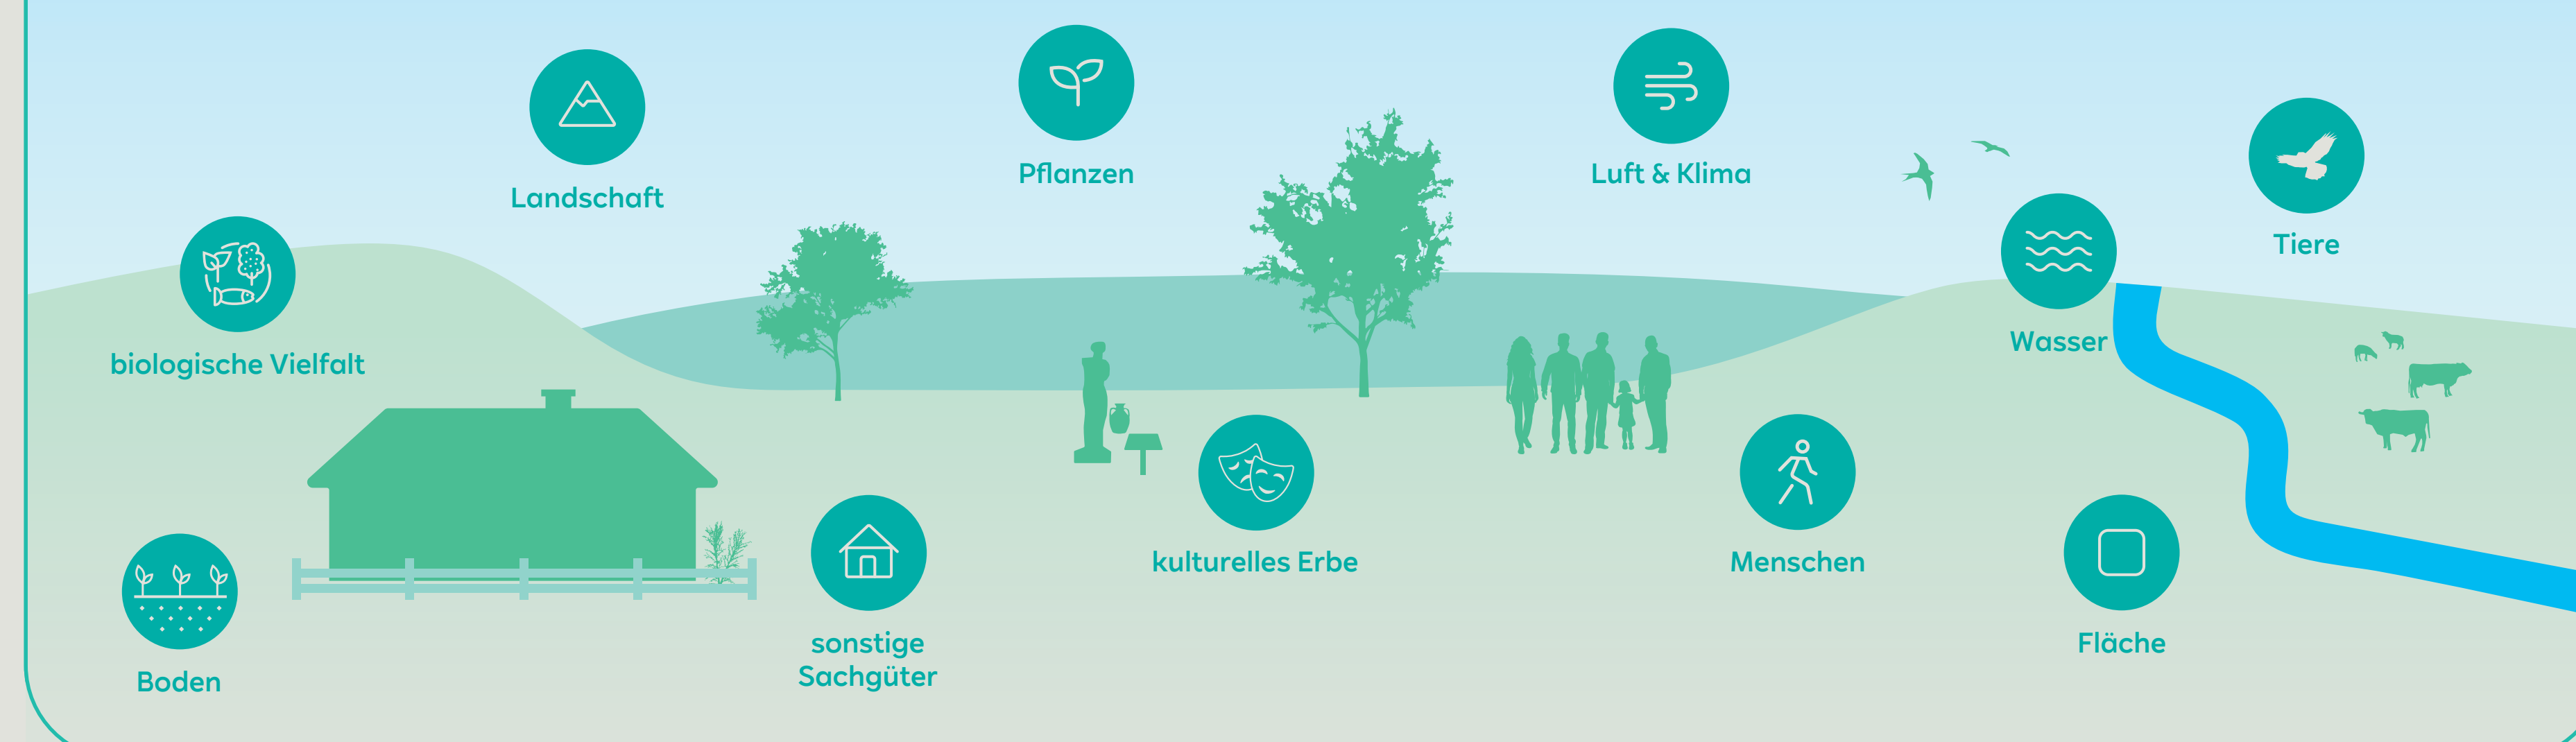 Landschaft
Pflanzen
Luft & Klima
Tiere
biologische Vielfalt
Wasser
kulturelles Erbe
Menschen
Boden
sonstige
Sachgüter
Fläche